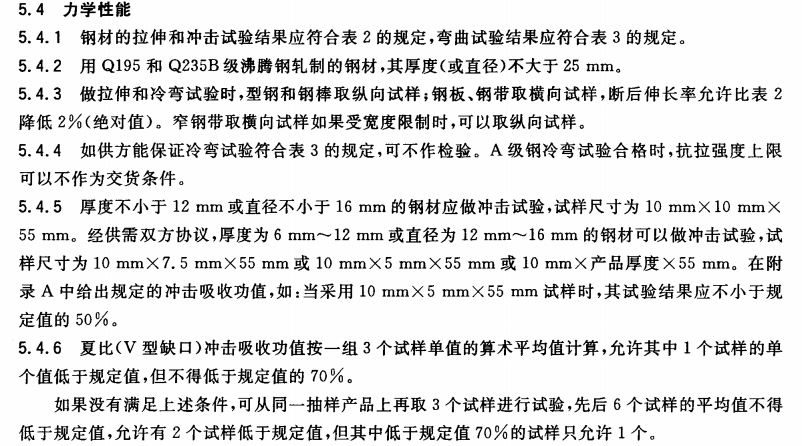 5.4 力学性能
5.4.1 钢材的拉伸和冲击试验结果应符合表 2 的规定,弯曲试验结果应符合表 3 的规定。
5.4.2 用 Q195 和 Q235B 级沸腾钢轧制的钢材,其厚度(或直径)不大于 25 mm。
5.4.3 做拉伸和冷弯试验时,型钢和钢棒取纵向试样;钢板、钢带取横向试样,断后伸长率允许比表 2
降低 2%(绝对值)。窄钢带取横向试样如果受宽度限制时,可以取纵向试样。
5.4.4 如供方能保证冷弯试验符合表 3 的规定,可不作检验。A 级钢冷弯试验合格时,抗拉强度上限
可以不作为交货条件。
5.4.5 厚度不小于 12 mm 或直径不小于 16 mm 的钢材应做冲击试验,试样尺寸为 10 mm×10 mm×
55 mm。经供需双方协议,厚度为 6 mm～12 mm 或直径为 12 mm～16 mm 的钢材可以做冲击试验,试
样尺寸为 10 mm×7.5 mm×55 mm 或 10 mm×5 mm×55 mm 或 10 mm×产品厚度×55 mm。在附
录 A 中给出规定的冲击吸收功值,如:当采用 10 mm×5 mm×55 mm 试样时,其试验结果应不小于规
定值的 50%。
5.4.6 夏比(V 型缺口)冲击吸收功值按一组 3 个试样单值的算术平均值计算,允许其中 1 个试样的单
个值低于规定值,但不得低于规定值的 70%。
如果没有满足上述条件,可从同一抽样产品上再取 3 个试样进行试验,先后 6 个试样的平均值不得
低于规定值,允许有 2 个试样低于规定值,但其中低于规定值 70%的试样只允许 1 个。